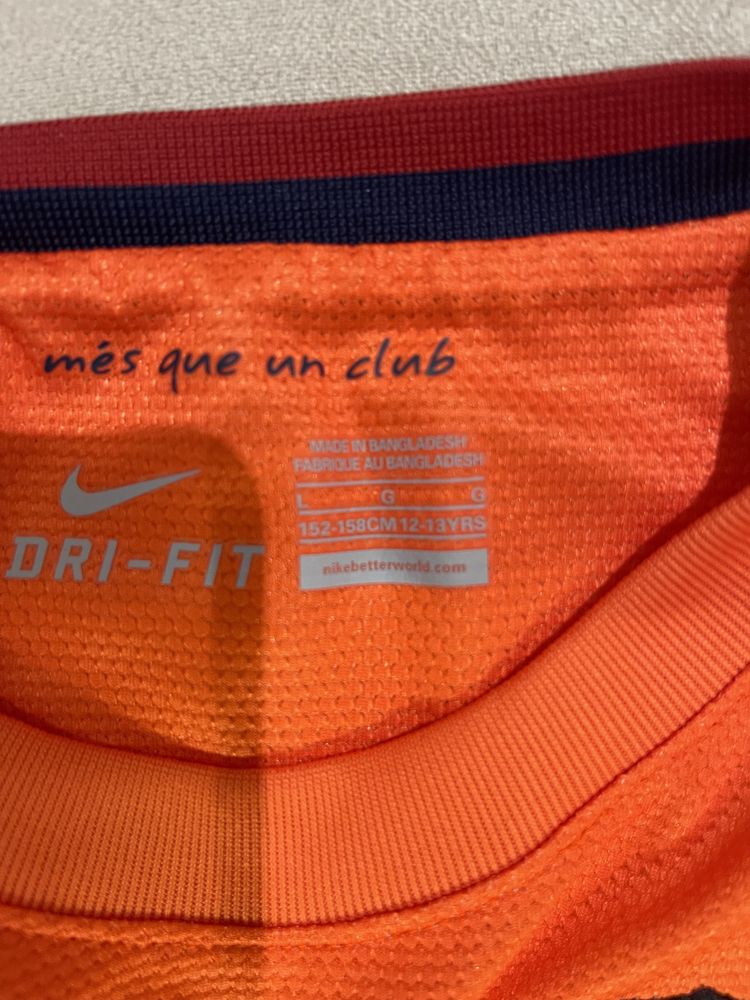 més que un club
MADE IN BANGLADESH
FABRIQUE AU BANGLADESH
L G G
152-158CM 12-13YRS
nikebetterworld.com
DRI-FIT